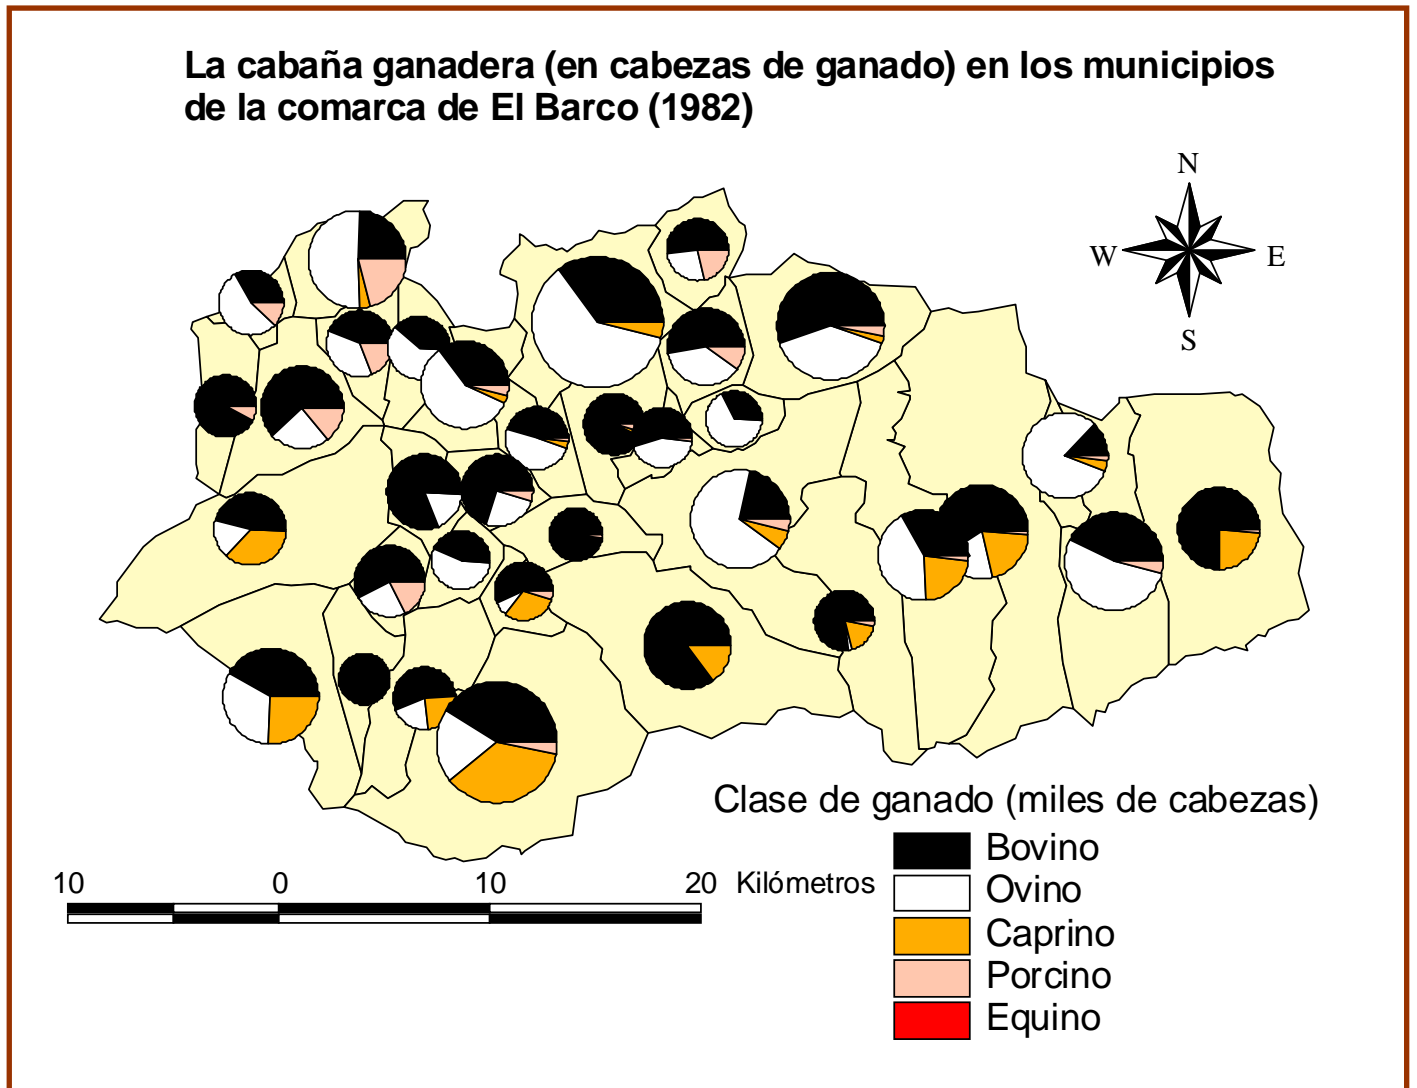 La cabaña ganadera (en cabezas de ganado) en los municipios
de la comarca de El Barco (1982)
N
W E
S
Clase de ganado (miles de cabezas)
Bovino
Ovino
Caprino
Porcino
Equino
10 0 10 20 Kilómetros